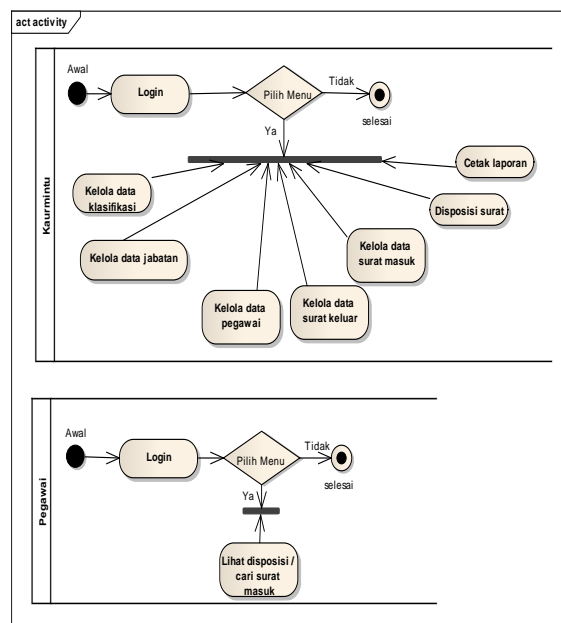 act activity
Kaurmintu
Awal
Login
Pilih Menu
Tidak
selesai
Ya
Cetak laporan
Kelola data
klasifikasi
Disposisi surat
Kelola data jabatan
Kelola data
surat masuk
Kelola data
pegawai
Kelola data
surat keluar
Pegawai
Awal
Login
Pilih Menu
Tidak
selesai
Ya
Lihat disposisi /
cari surat
masuk